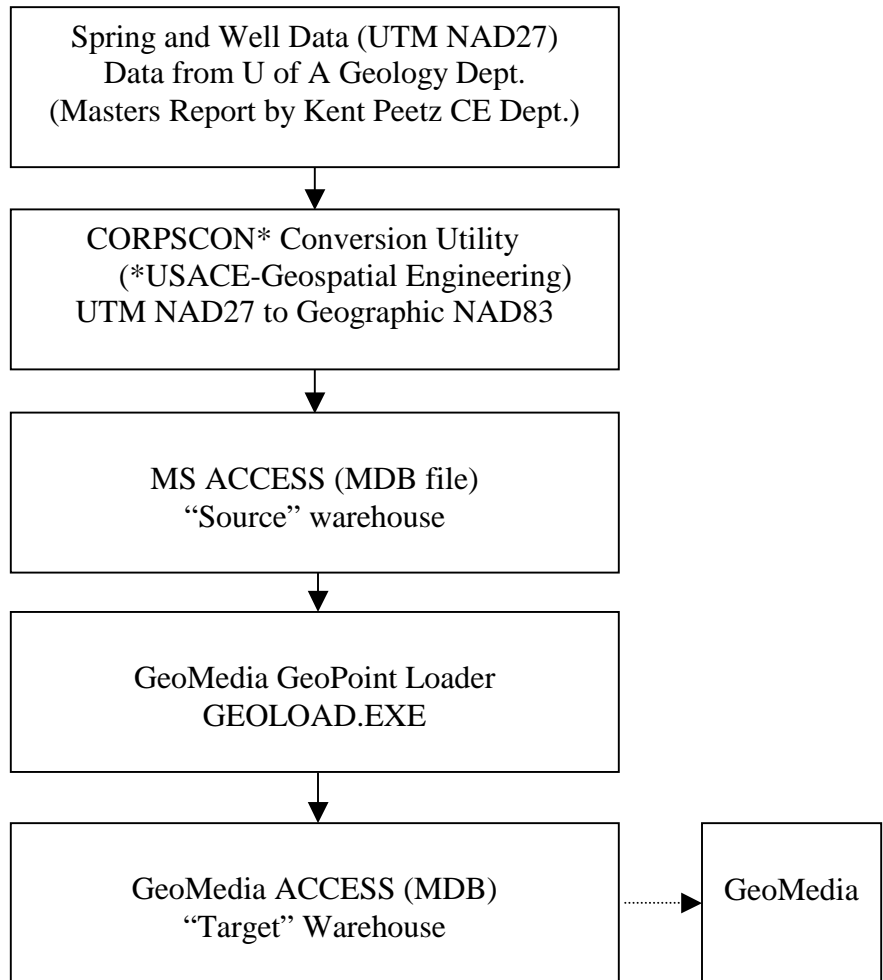 Spring and Well Data (UTM NAD27)
Data from U of A Geology Dept.
(Masters Report by Kent Peetz CE Dept.)
CORPSCON* Conversion Utility
(*USACE-Geospatial Engineering)
UTM NAD27 to Geographic NAD83
MS ACCESS (MDB file)
“Source” warehouse
GeoMedia GeoPoint Loader
GEOLOAD.EXE
GeoMedia ACCESS (MDB)
“Target” Warehouse
GeoMedia